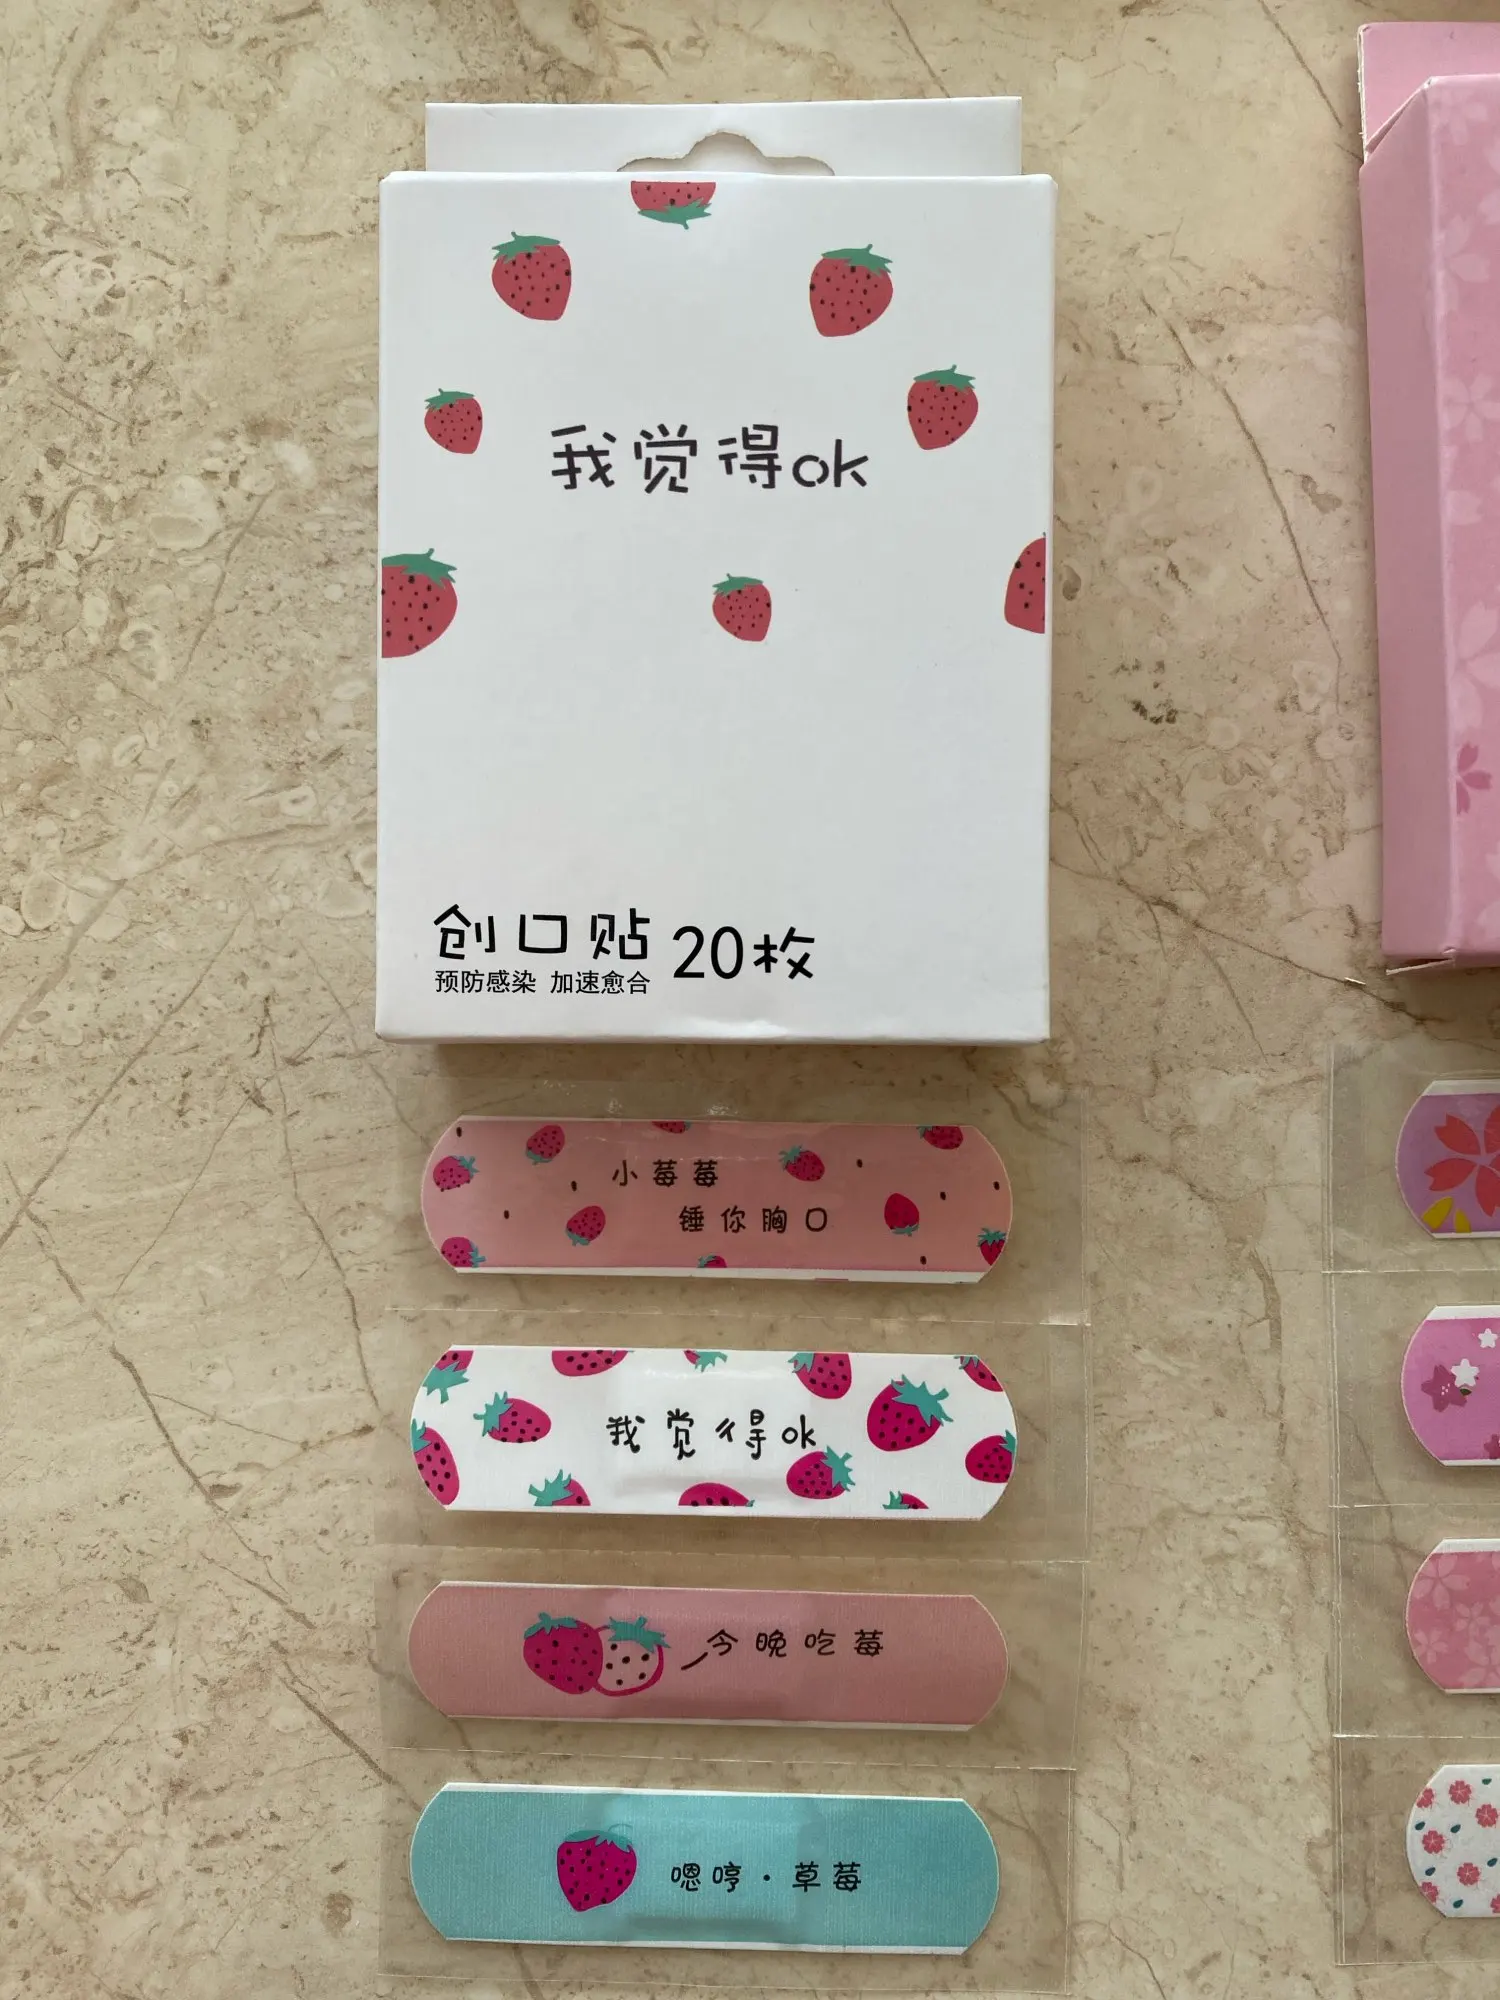 我觉得ok
创口贴 20枚
预防感染 加速愈合
小莓莓
锤你胸口
我觉得ok
今晚吃莓
嗯哼·草莓